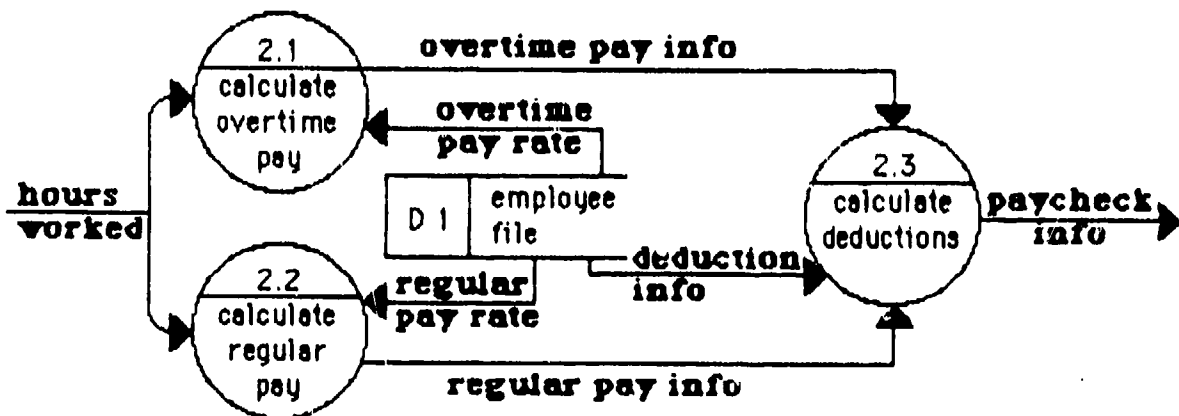 2.1
calculate
overtime
pay
overtime pay info
overtime
pay rate
hours
worked
D 1
employee
file
2.3
calculate
deductions
paycheck
info
deduction
info
regular
pay rate
2.2
calculate
regular
pay
regular pay info